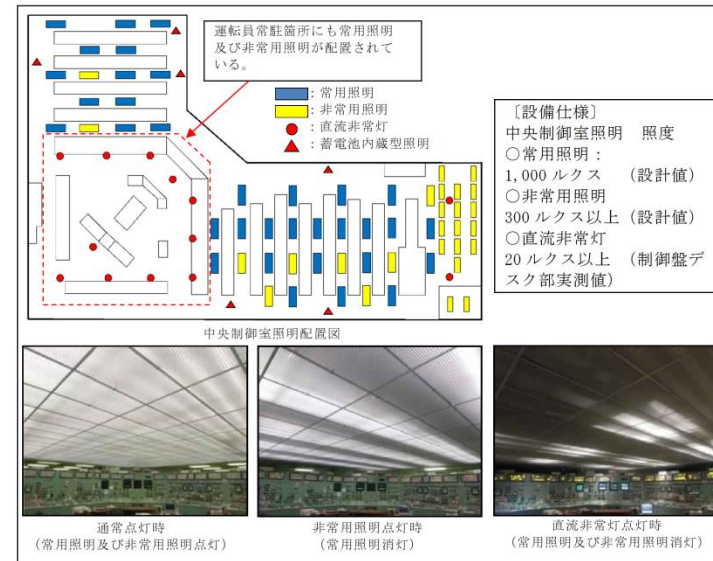 運転員常駐箇所にも常用照明
及び非常用照明が配置されて
いる。
：常用照明
：非常用照明
：直流非常灯
：蓄電池内蔵型照明
〔設備仕様〕
中央制御室照明　照度
○常用照明：
1,000 ルクス　（設計値）
○非常用照明
300 ルクス以上（設計値）
○直流非常灯
20 ルクス以上　（制御盤デ
スク部実測値）
中央制御室照明配置図
通常点灯時
（常用照明及び非常用照明点灯）
非常用照明点灯時
（常用照明消灯）
直流非常灯点灯時
（常用照明及び非常用照明消灯）